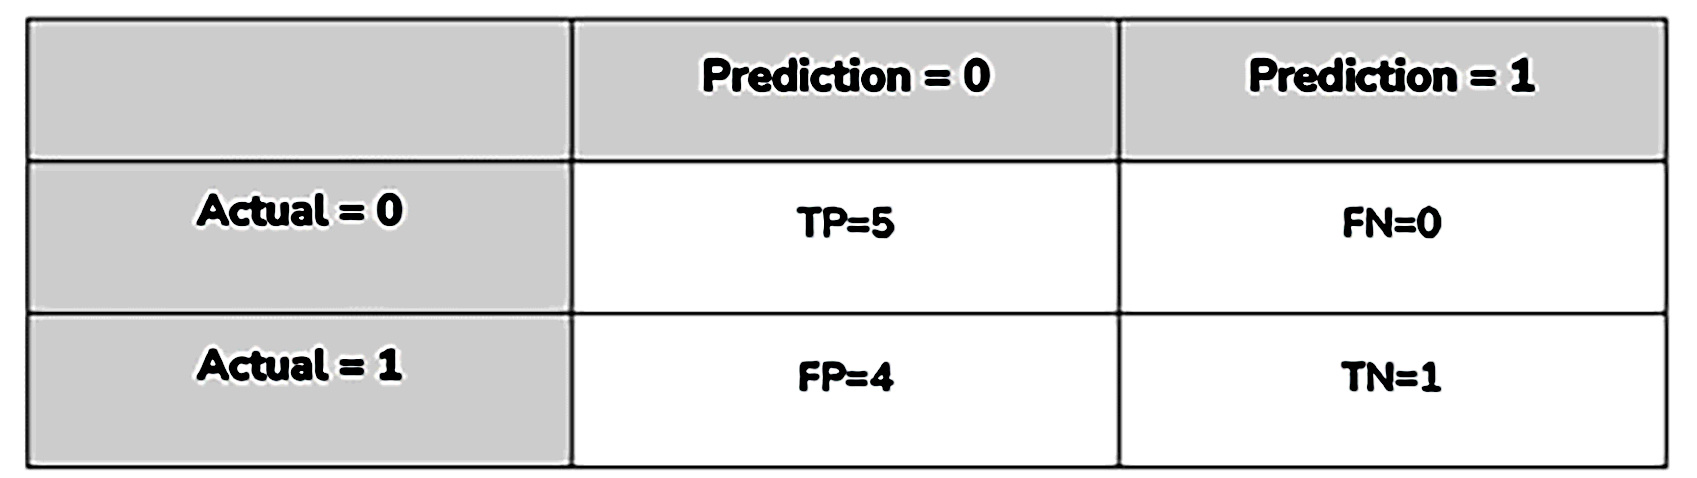 Prediction = 0
Prediction = 1
Actual = 0
TP=5
FN=0
Actual = 1
FP=4
TN=1